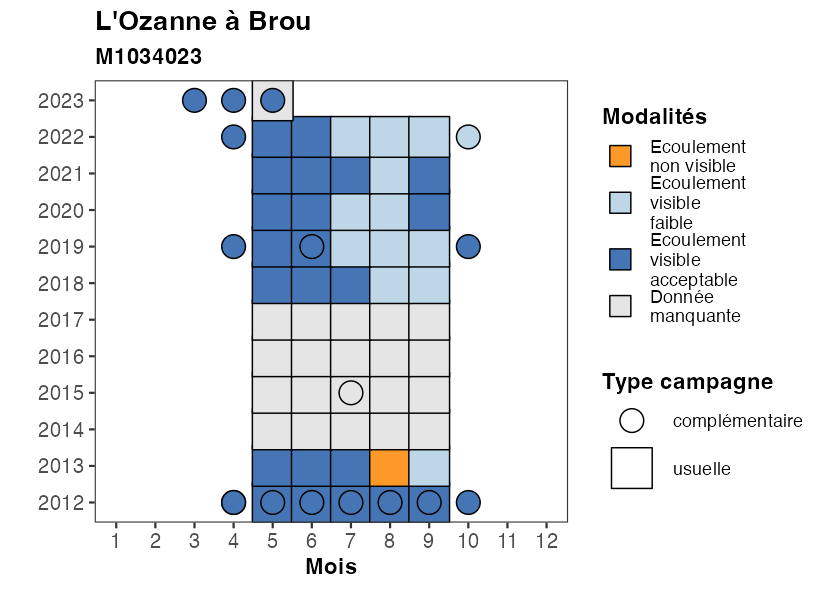 L'Ozanne à Brou
M1034023
2023
2022
2021
2020
2019
2018
2017
2016
2015
2014
2013
2012
1 2 3 4 5 6 7 8 9 10 11 12
Mois
Modalités
Ecoulement
non visible
Ecoulement
visible
faible
Ecoulement
visible
acceptable
Donnée
manquante
Type campagne
complémentaire
usuelle